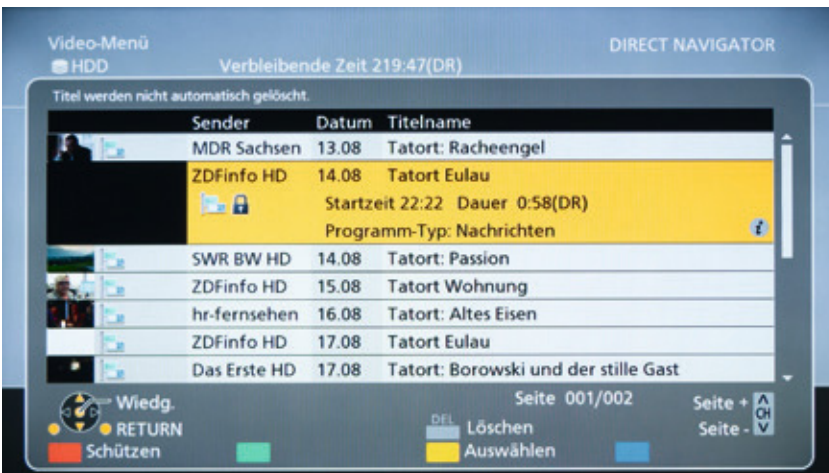 Video-Menü
DIRECT NAVIGATOR
HDD Verbleibende Zeit 219:47(DR)
Titel werden nicht automatisch gelöscht.
Sender Datum Titelname
MDR Sachsen 13.08 Tatort: Racheengel
ZDFinfo HD 14.08 Tatort Eulau
Startzeit 22:22 Dauer 0:58(DR)
Programm-Typ: Nachrichten i
SWR BW HD 14.08 Tatort: Passion
ZDFinfo HD 15.08 Tatort Wohnung
hr-fernsehen 16.08 Tatort: Altes Eisen
ZDFinfo HD 17.08 Tatort Eulau
Das Erste HD 17.08 Tatort: Borowski und der stille Gast
Wiedg. Seite 001/002 Seite + CH
RETURN DEL Löschen Seite -
Schützen Auswählen